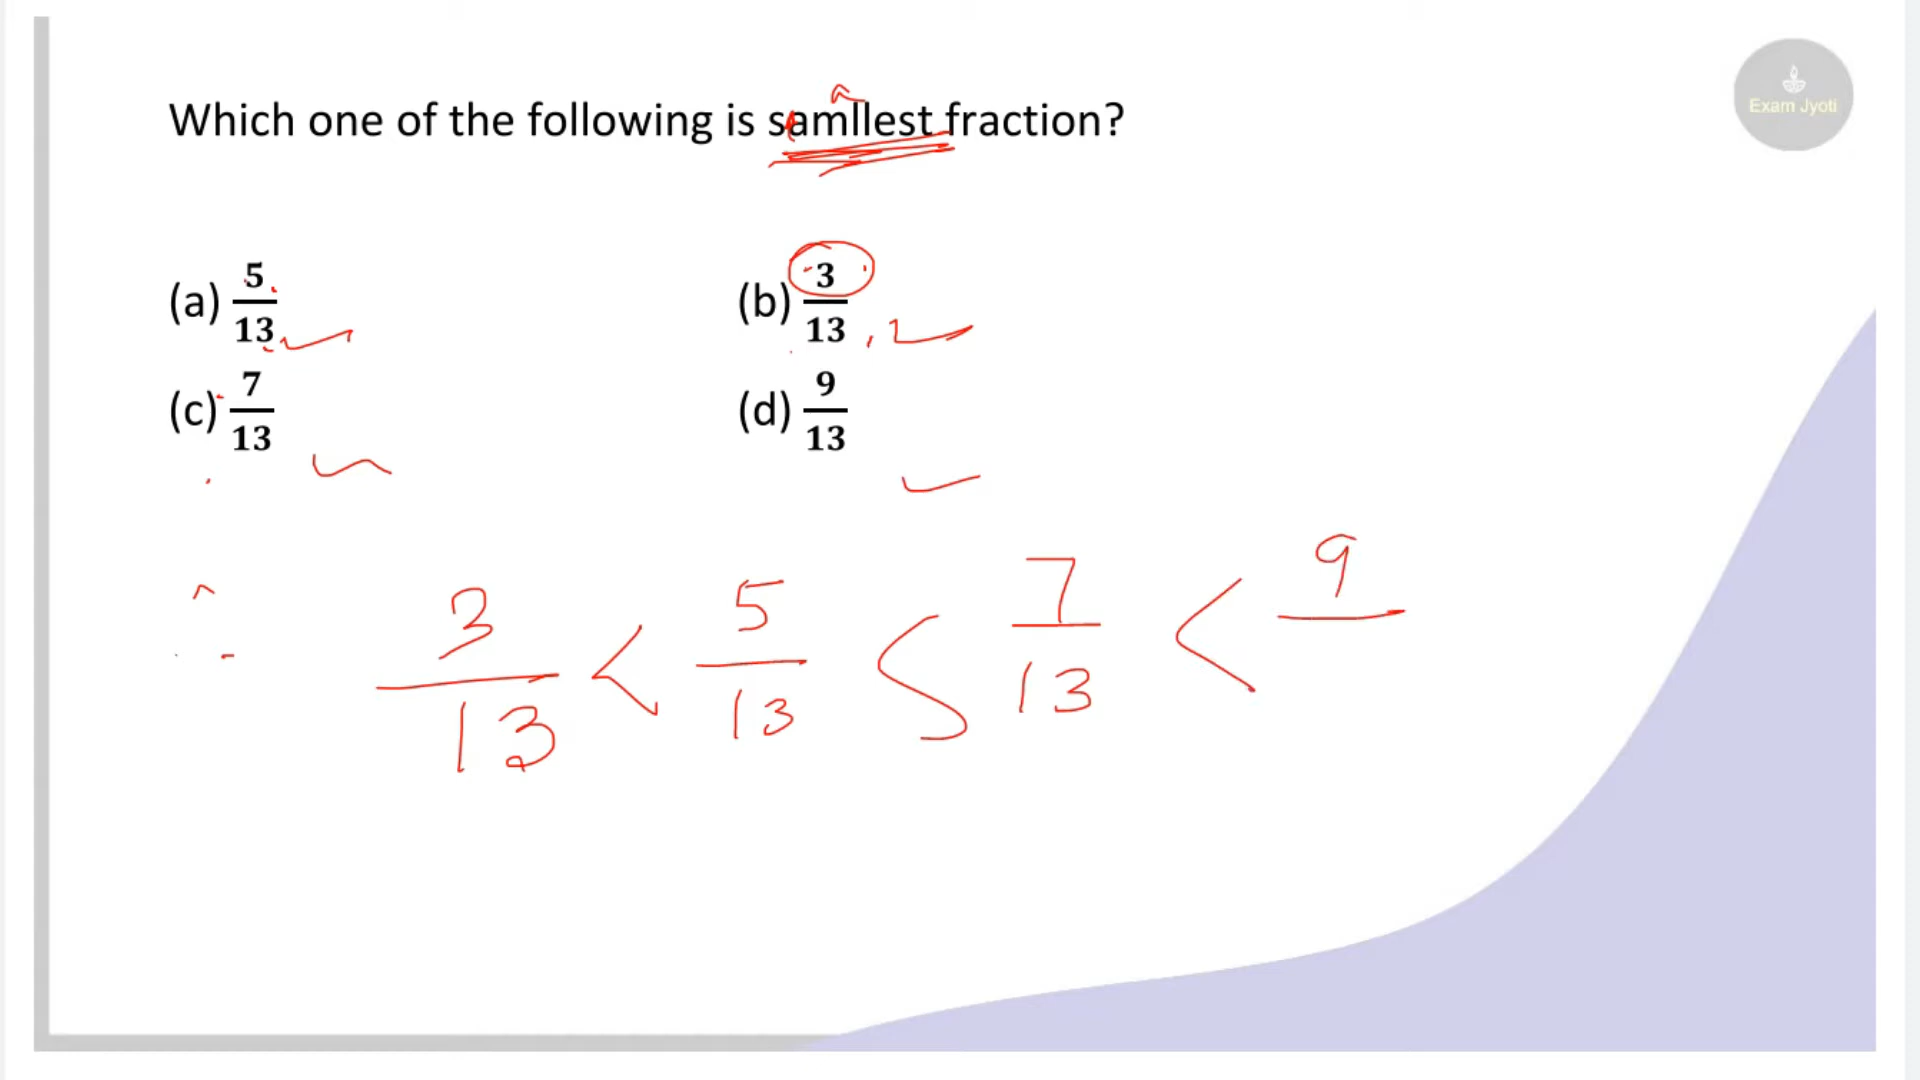 Which one of the following is samllest fraction?
Exam Jyoti
(a) 5/13 (b) 3/13
(c) 7/13 (d) 9/13
∴ 3/13 < 5/13 < 7/13 < 9/